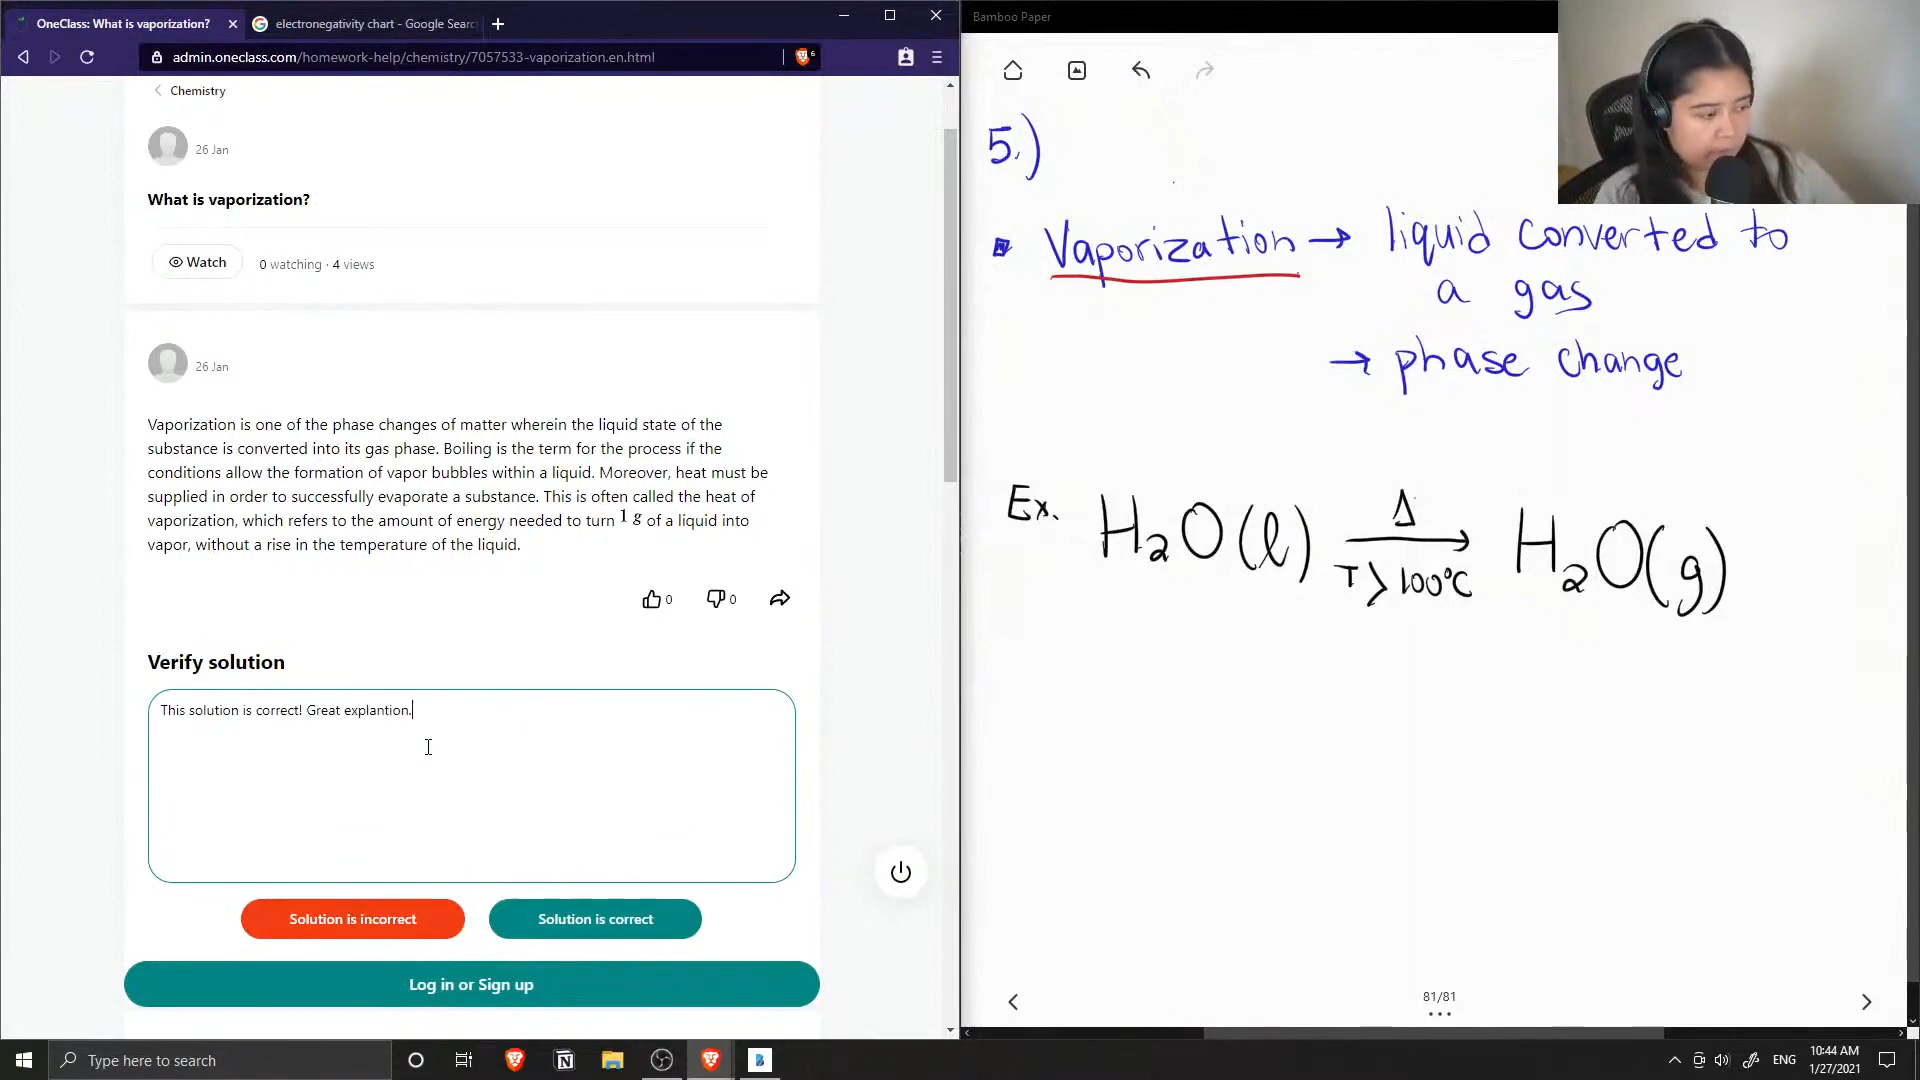 OneClass: What is vaporization?
electronegativity chart - Google Searc
admin.oneclass.com/homework-help/chemistry/7057533-vaporization.en.html
6
Chemistry
26 Jan
What is vaporization?
Watch
0 watching · 4 views
26 Jan
Vaporization is one of the phase changes of matter wherein the liquid state of the
substance is converted into its gas phase. Boiling is the term for the process if the
conditions allow the formation of vapor bubbles within a liquid. Moreover, heat must be
supplied in order to successfully evaporate a substance. This is often called the heat of
vaporization, which refers to the amount of energy needed to turn 1 g of a liquid into
vapor, without a rise in the temperature of the liquid.
0
0
Verify solution
This solution is correct! Great explantion.
Solution is incorrect
Solution is correct
Log in or Sign up
Bamboo Paper
5.)
Vaporization → liquid converted to
a gas
→ phase change
Ex. H₂O(l) Δ → T > 100°C H₂O(g)
81/81
Type here to search
ENG
10:44 AM
1/27/2021